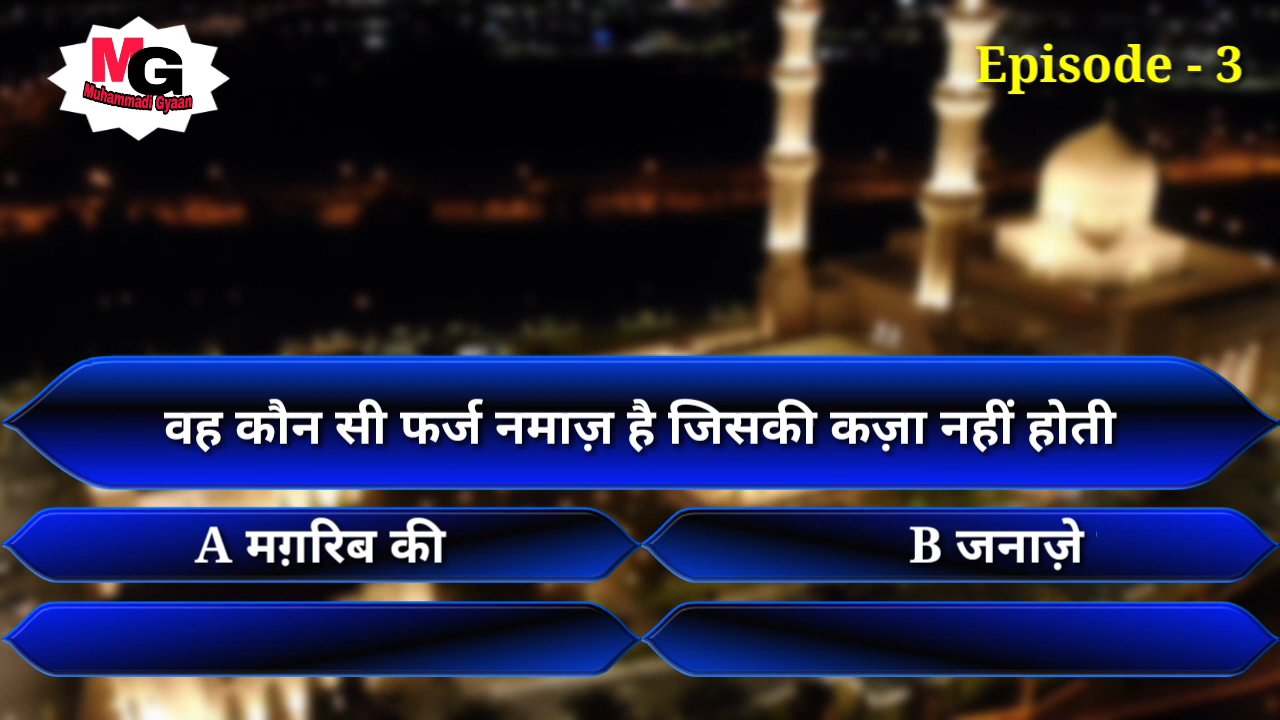 MG
Muhammadi Gyaan
Episode - 3
वह कौन सी फर्ज नमाज़ है जिसकी कज़ा नहीं होती
A मग़रिब की
B जनाज़े